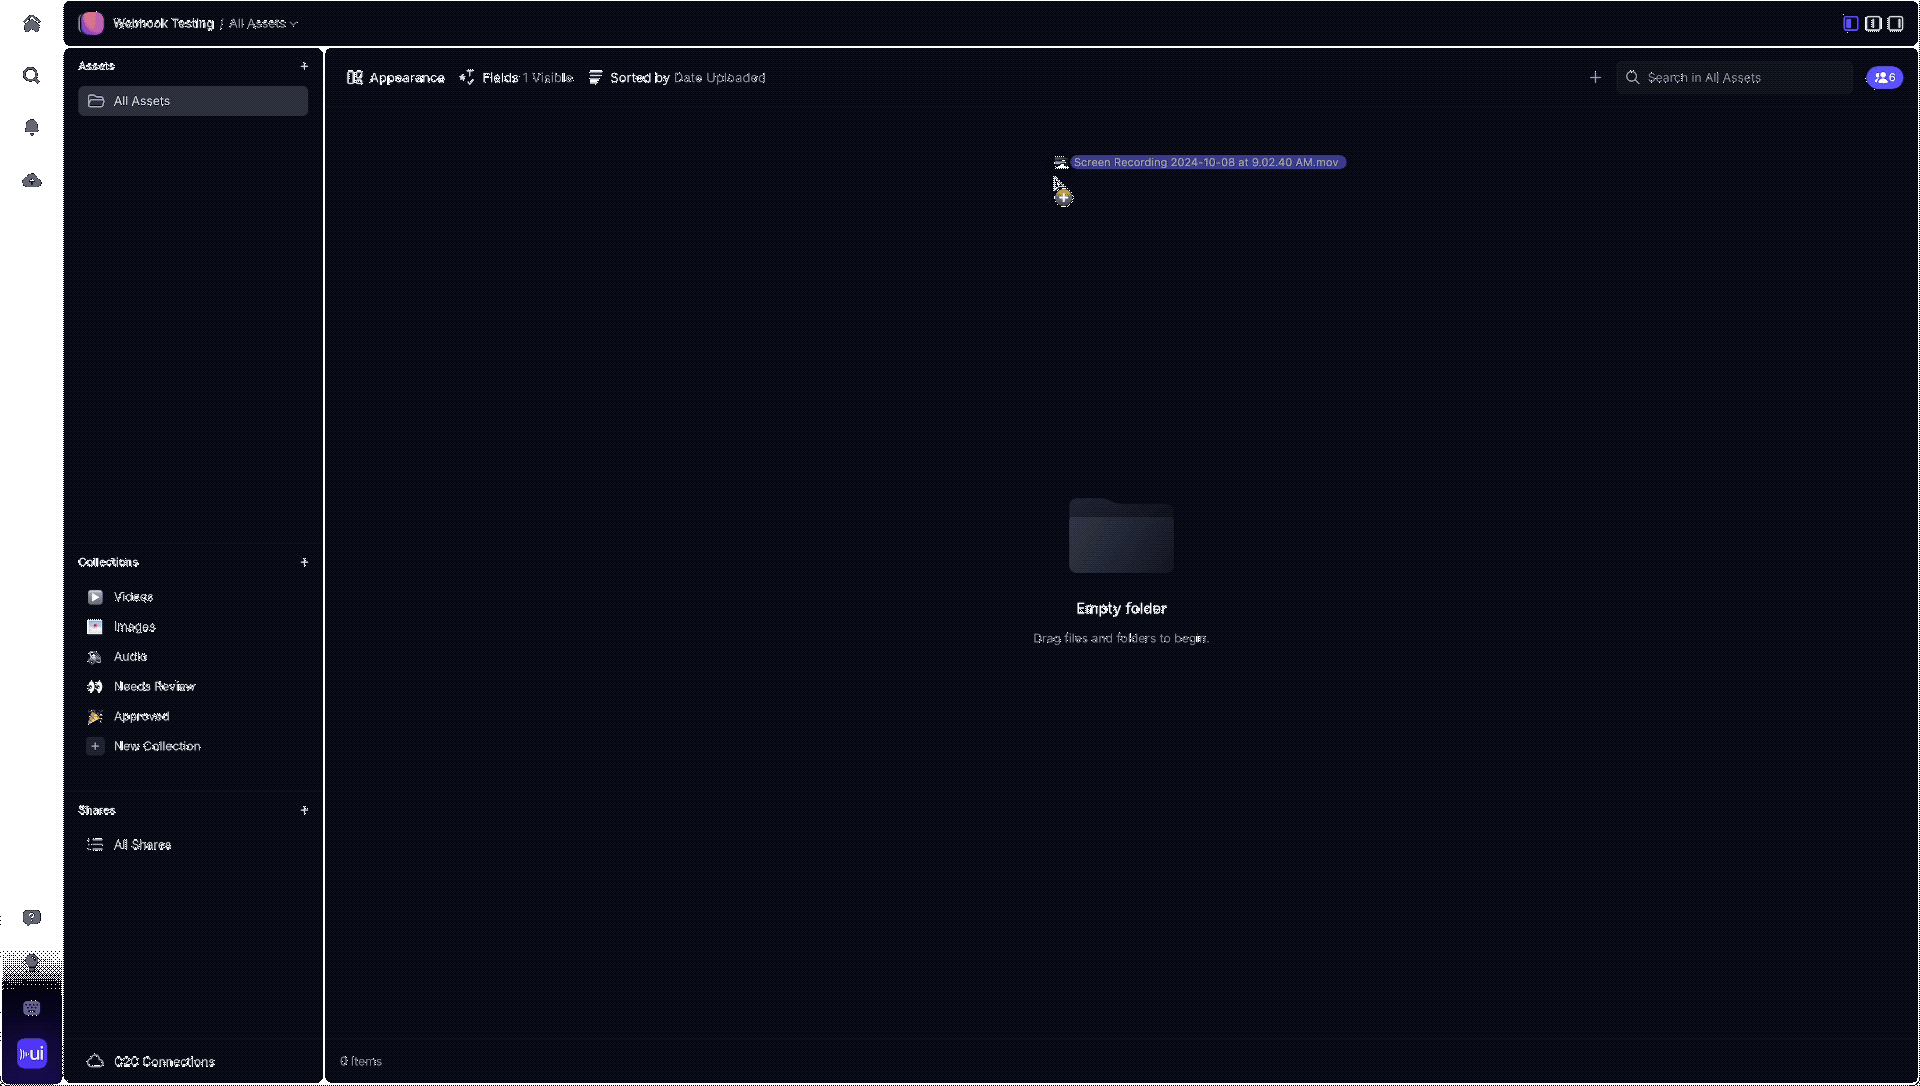 Webhook Testing / All Assets
Assets
All Assets
Appearance Fields 1 Visible Sorted by Date Uploaded
Search in All Assets
6
Screen Recording 2024-10-08 at 9.02.40 AM.mov
Empty folder
Drag files and folders to begin.
Collections
Videos
Images
Audio
Needs Review
Approved
New Collection
Shares
All Shares
C2C Connections
0 Items
ui